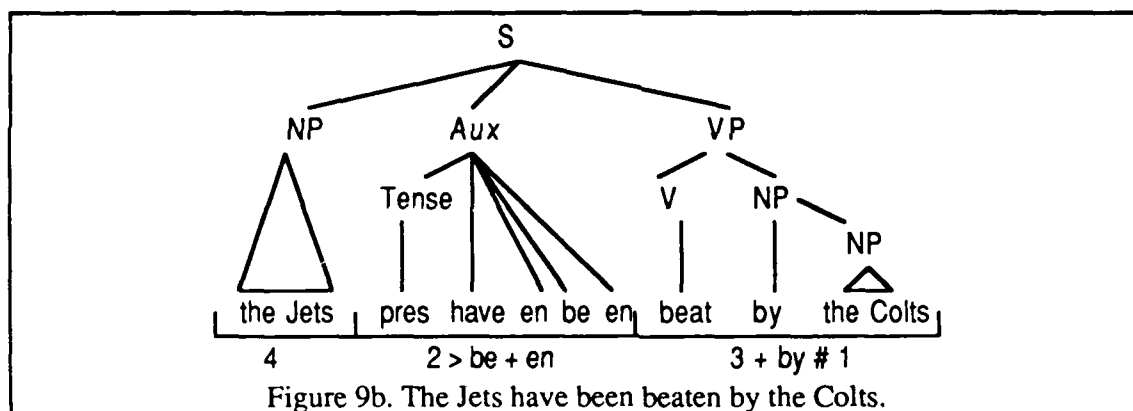 S
NP Aux VP
Tense V NP
NP
the Jets pres have en be en beat by the Colts
4 2 > be + en 3 + by # 1
Figure 9b. The Jets have been beaten by the Colts.